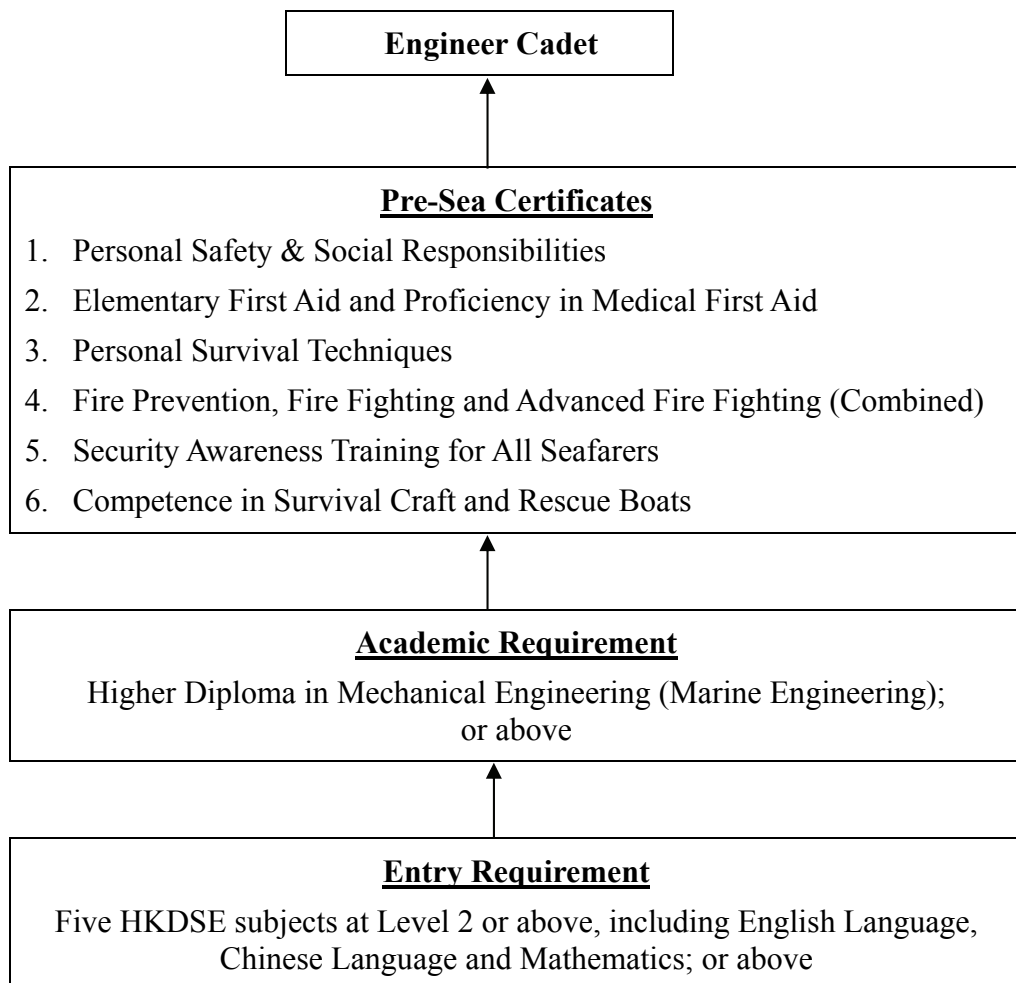 Engineer Cadet
Pre-Sea Certificates
1. Personal Safety & Social Responsibilities
2. Elementary First Aid and Proficiency in Medical First Aid
3. Personal Survival Techniques
4. Fire Prevention, Fire Fighting and Advanced Fire Fighting (Combined)
5. Security Awareness Training for All Seafarers
6. Competence in Survival Craft and Rescue Boats
Academic Requirement
Higher Diploma in Mechanical Engineering (Marine Engineering);
or above
Entry Requirement
Five HKDSE subjects at Level 2 or above, including English Language,
Chinese Language and Mathematics; or above